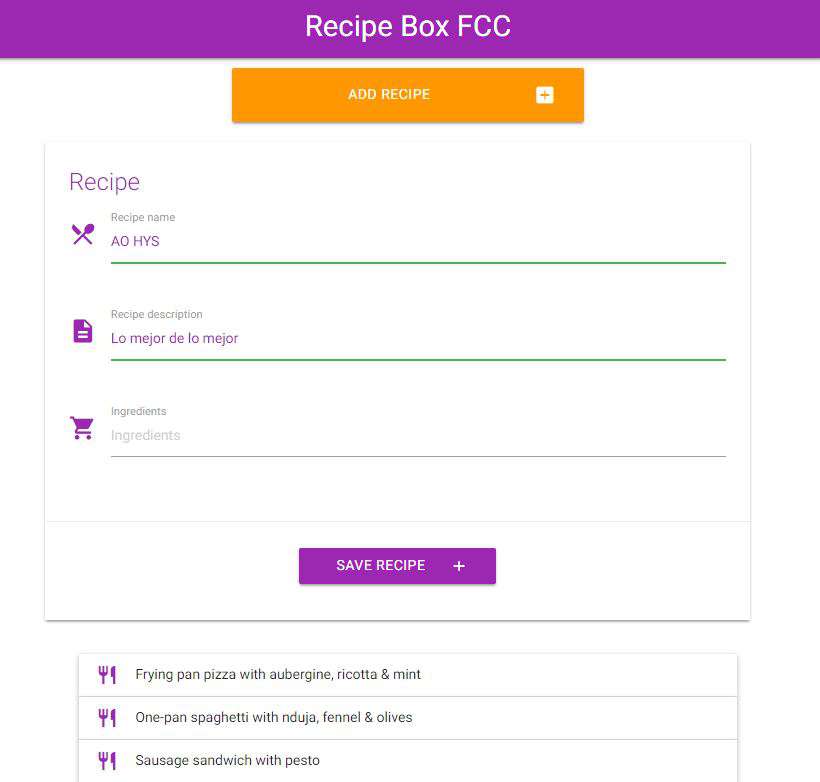 Recipe Box FCC
ADD RECIPE
Recipe
Recipe name
AO HYS
Recipe description
Lo mejor de lo mejor
Ingredients
Ingredients
SAVE RECIPE
Frying pan pizza with aubergine, ricotta & mint
One-pan spaghetti with nduja, fennel & olives
Sausage sandwich with pesto